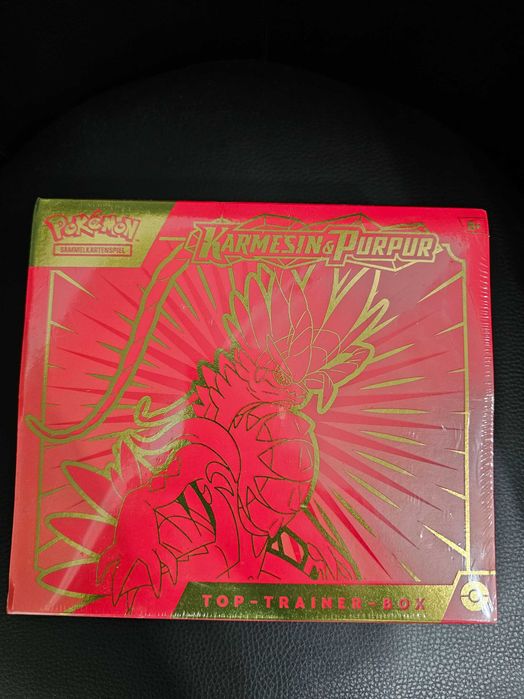 POKÉMON
SAMMELKARTENSPIEL
KARMESIN & PURPUR
TOP-TRAINER-BOX